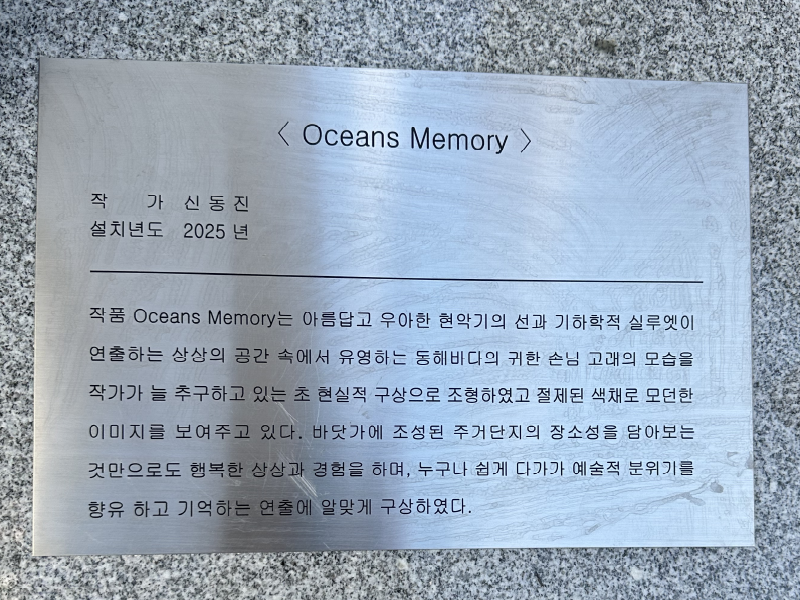 〈 Oceans Memory 〉
작 가 신 동 진
설치년도 2025 년
작품 Oceans Memory는 아름답고 우아한 현악기의 선과 기하학적 실루엣이
연출하는 상상의 공간 속에서 유영하는 동해바다의 귀한 손님 고래의 모습을
작가가 늘 추구하고 있는 초 현실적 구상으로 조형하였고 절제된 색채로 모던한
이미지를 보여주고 있다. 바닷가에 조성된 주거단지의 장소성을 담아보는
것만으로도 행복한 상상과 경험을 하며, 누구나 쉽게 다가가 예술적 분위기를
향유 하고 기억하는 연출에 알맞게 구상하였다.